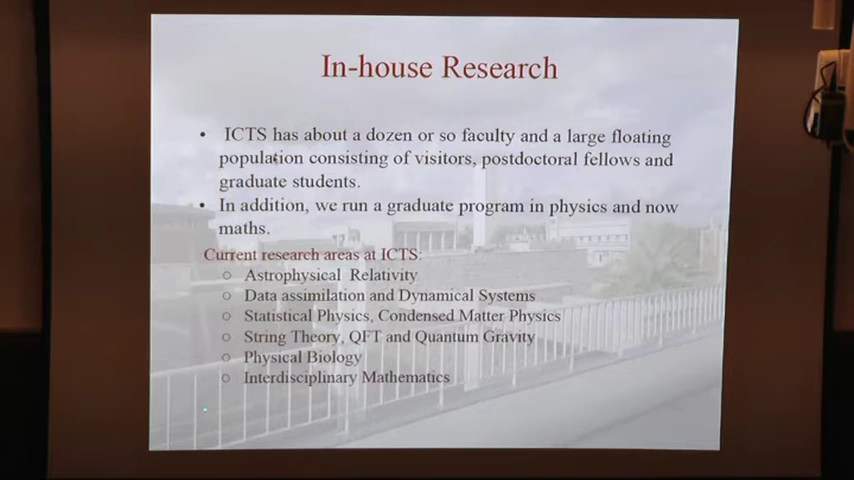 In-house Research
• ICTS has about a dozen or so faculty and a large floating
population consisting of visitors, postdoctoral fellows and
graduate students.
• In addition, we run a graduate program in physics and now
maths.
Current research areas at ICTS:
○ Astrophysical Relativity
○ Data assimilation and Dynamical Systems
○ Statistical Physics, Condensed Matter Physics
○ String Theory, QFT and Quantum Gravity
○ Physical Biology
○ Interdisciplinary Mathematics